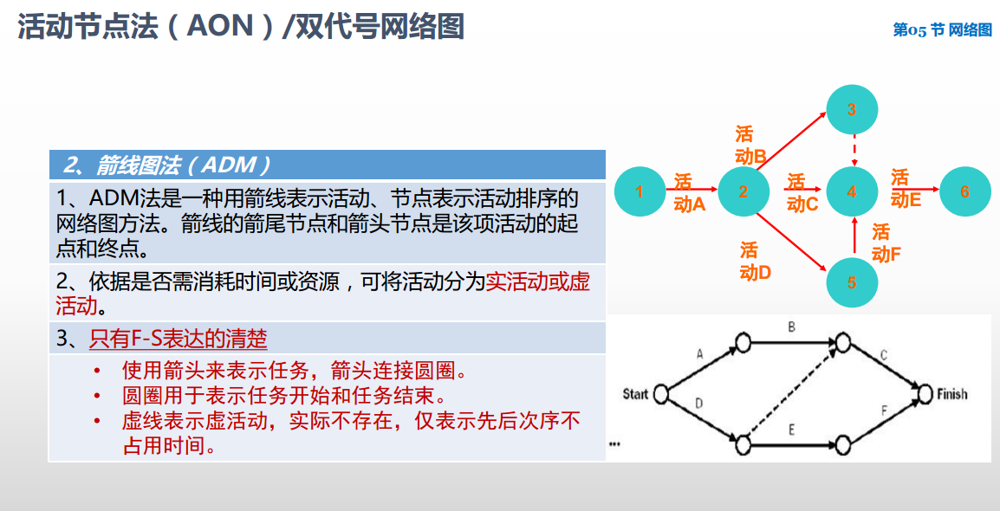 活动节点法（AON）/双代号网络图
第05 节 网络图
2、箭线图法（ADM）
1、ADM法是一种用箭线表示活动、节点表示活动排序的
网络图方法。箭线的箭尾节点和箭头节点是该项活动的起
点和终点。
2、依据是否需消耗时间或资源，可将活动分为实活动或虚
活动。
3、只有F-S表达的清楚
• 使用箭头来表示任务，箭头连接圆圈。
• 圆圈用于表示任务开始和任务结束。
• 虚线表示虚活动，实际不存在，仅表示先后次序不
占用时间。
3
活
动B
1
活
动A
2
活
动C
4
活
动E
6
活
动D
活
动F
5
B
A
C
Start
Finish
D
F
E
...